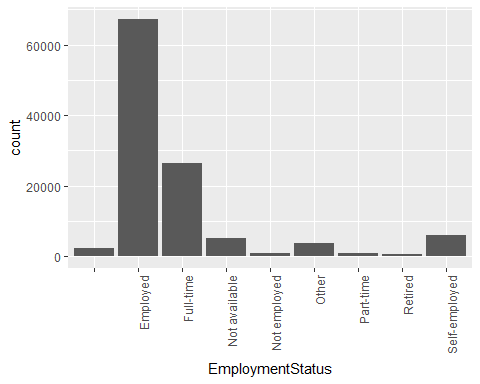 60000
40000
20000
0
count
Employed
Full-time
Not available
Not employed
Other
Part-time
Retired
Self-employed
EmploymentStatus